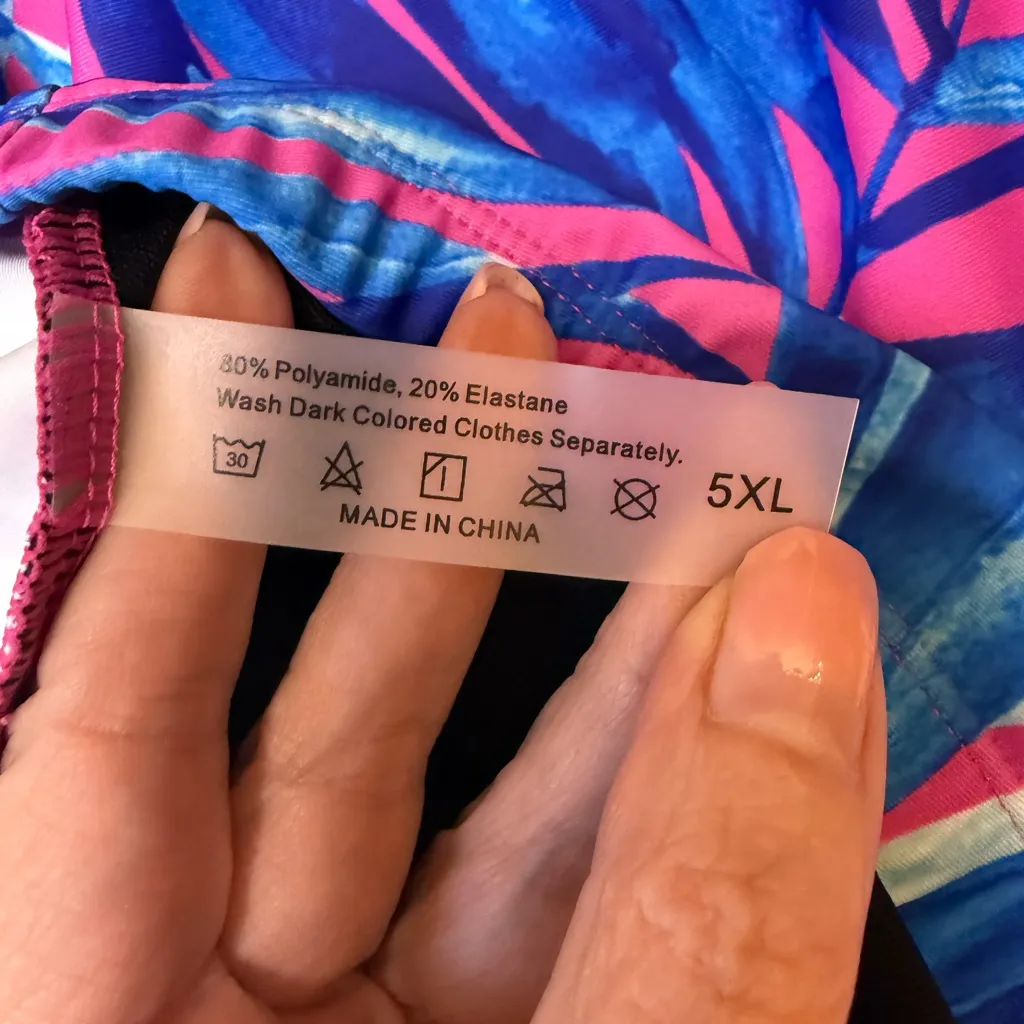 80% Polyamide, 20% Elastane
Wash Dark Colored Clothes Separately.
30
5XL
MADE IN CHINA